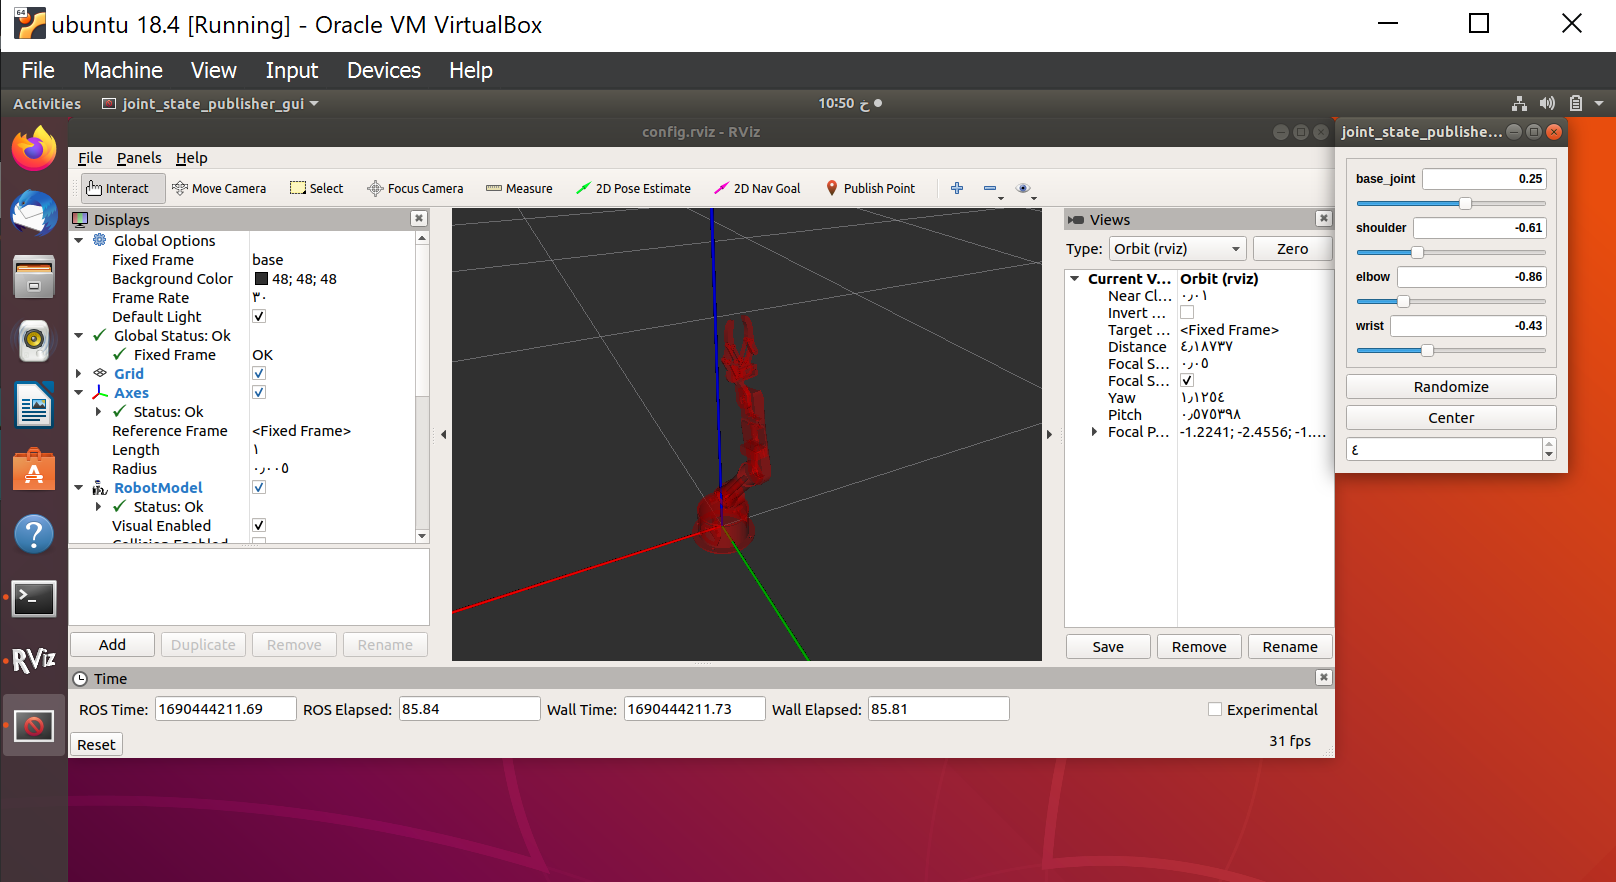 64
ubuntu 18.4 [Running] - Oracle VM VirtualBox
File Machine View Input Devices Help
Activities joint_state_publisher_gui
10:50 خ
config.rviz - RViz
File Panels Help
Interact Move Camera Select Focus Camera Measure 2D Pose Estimate 2D Nav Goal Publish Point
Displays
Global Options
Fixed Frame base
Background Color 48; 48; 48
Frame Rate ٣٠
Default Light
Global Status: Ok
Fixed Frame OK
Grid
Axes
Status: Ok
Reference Frame <Fixed Frame>
Length ١
Radius ٠٫٠٠٥
RobotModel
Status: Ok
Visual Enabled
Add Duplicate Remove Rename
Views
Type: Orbit (rviz) Zero
Current V... Orbit (rviz)
Near Cl... ٠٫٠١
Invert ...
Target ... <Fixed Frame>
Distance ٤٫١٨٧٣٧
Focal S... ٠٫٠٥
Focal S...
Yaw ١٫١٢٥٤
Pitch ٠٫٥٧٥٣٩٨
Focal P... -1.2241; -2.4556; -1....
Save Remove Rename
Time
ROS Time: 1690444211.69 ROS Elapsed: 85.84 Wall Time: 1690444211.73 Wall Elapsed: 85.81 Experimental
Reset 31 fps
joint_state_publishe...
base_joint 0.25
shoulder -0.61
elbow -0.86
wrist -0.43
Randomize
Center
٤
RViz